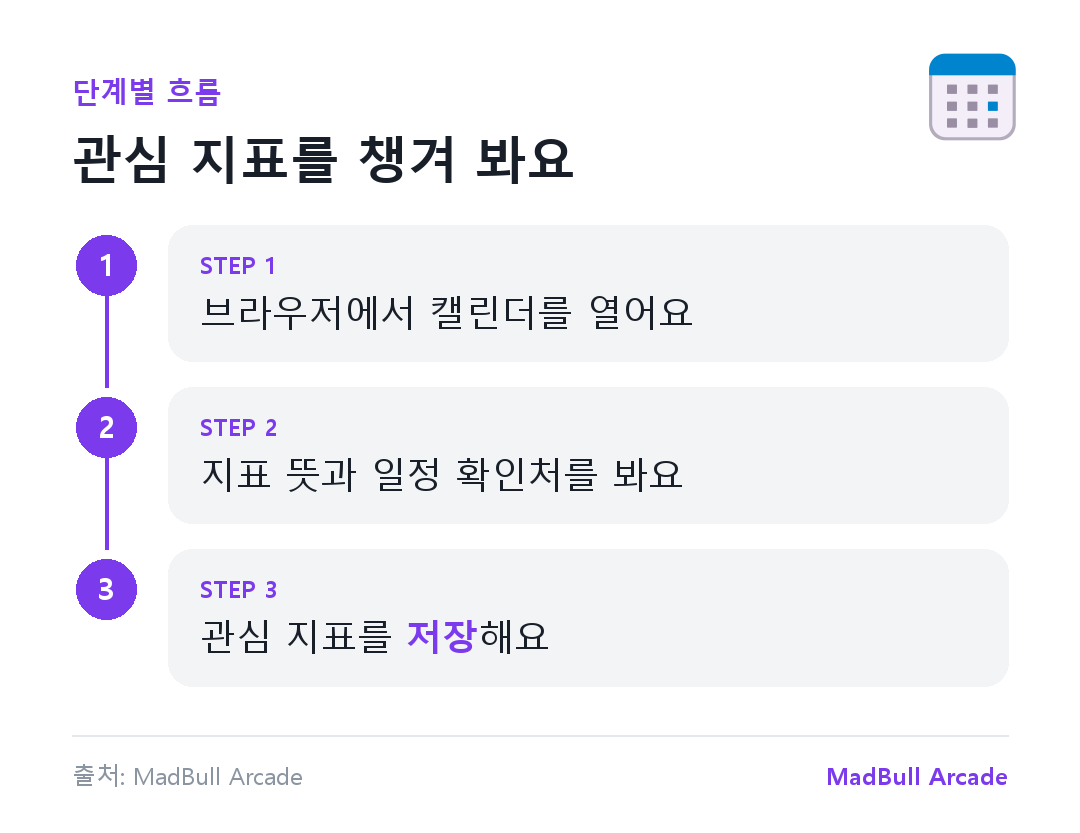 단계별 흐름
관심 지표를 챙겨 봐요
1
STEP 1
브라우저에서 캘린더를 열어요
2
STEP 2
지표 뜻과 일정 확인처를 봐요
3
STEP 3
관심 지표를 저장해요
출처: MadBull Arcade
MadBull Arcade